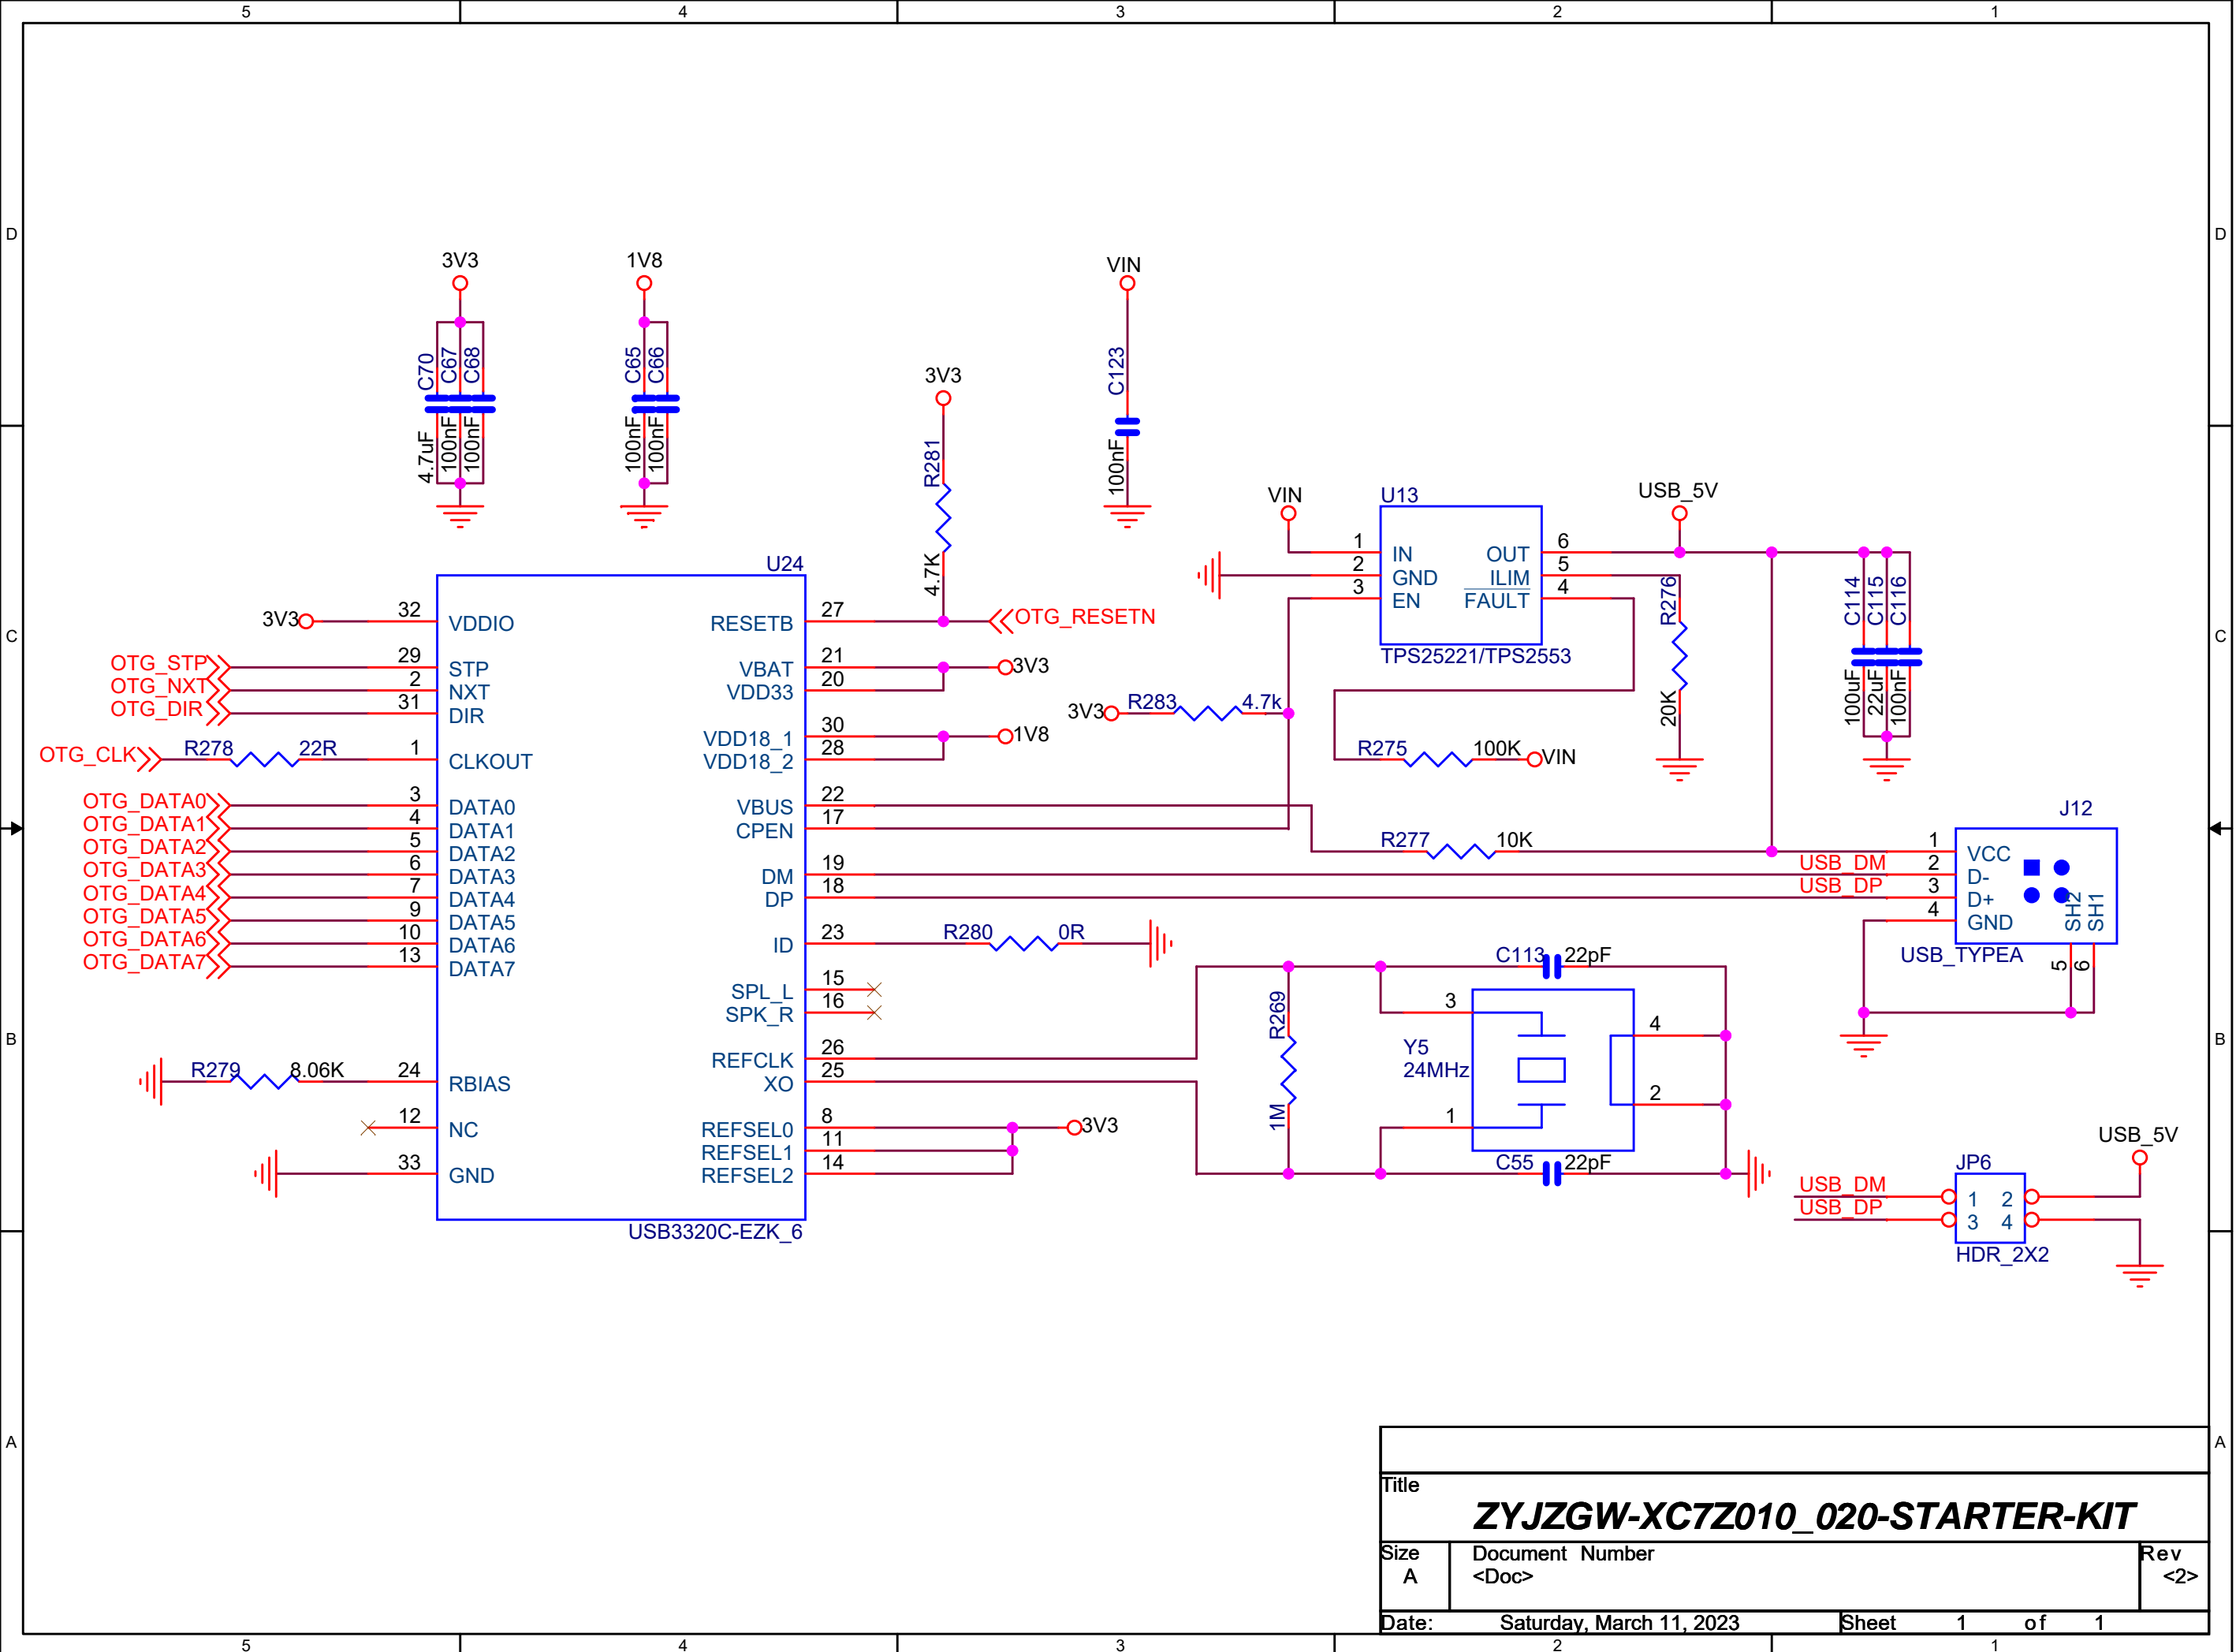 5 4 3 2 1
D D
3V3
1V8
VIN
C70
C67
C68
4.7uF
100nF
100nF
C65
C66
100nF
100nF
C123
100nF
3V3
R281
4.7K
VIN
U13
USB_5V
1 IN
2 GND
3 EN
OUT 6
ILIM 5
FAULT 4
TPS25221/TPS2553
R276
20K
C114
C115
C116
100uF
22uF
100nF
3V3 R283 4.7k
R275 100K VIN
C C
U24
3V3 32 VDDIO
OTG_STP 29 STP
OTG_NXT 2 NXT
OTG_DIR 31 DIR
OTG_CLK R278 22R 1 CLKOUT
OTG_DATA0 3 DATA0
OTG_DATA1 4 DATA1
OTG_DATA2 5 DATA2
OTG_DATA3 6 DATA3
OTG_DATA4 7 DATA4
OTG_DATA5 9 DATA5
OTG_DATA6 10 DATA6
OTG_DATA7 13 DATA7
R279 8.06K 24 RBIAS
12 NC
33 GND
RESETB 27 OTG_RESETN
VBAT 21 3V3
VDD33 20
VDD18_1 30 1V8
VDD18_2 28
VBUS 22
CPEN 17
DM 19
DP 18
ID 23 R280 0R
SPL_L 15
SPK_R 16
REFCLK 26
XO 25
REFSEL0 8 3V3
REFSEL1 11
REFSEL2 14
USB3320C-EZK_6
R277 10K
USB_DM
USB_DP
J12
1 VCC
2 D-
3 D+
4 GND
SH2
SH1
5
6
USB_TYPEA
C113 22pF
R269
1M
3
4
Y5
24MHz
2
1
C55 22pF
B B
USB_5V
JP6
USB_DM 1 2
USB_DP 3 4
HDR_2X2
A A
Title
ZYJZGW-XC7Z010_020-STARTER-KIT
Size Document Number Rev
A <Doc> <2>
Date: Saturday, March 11, 2023 Sheet 1 of 1
5 4 3 2 1